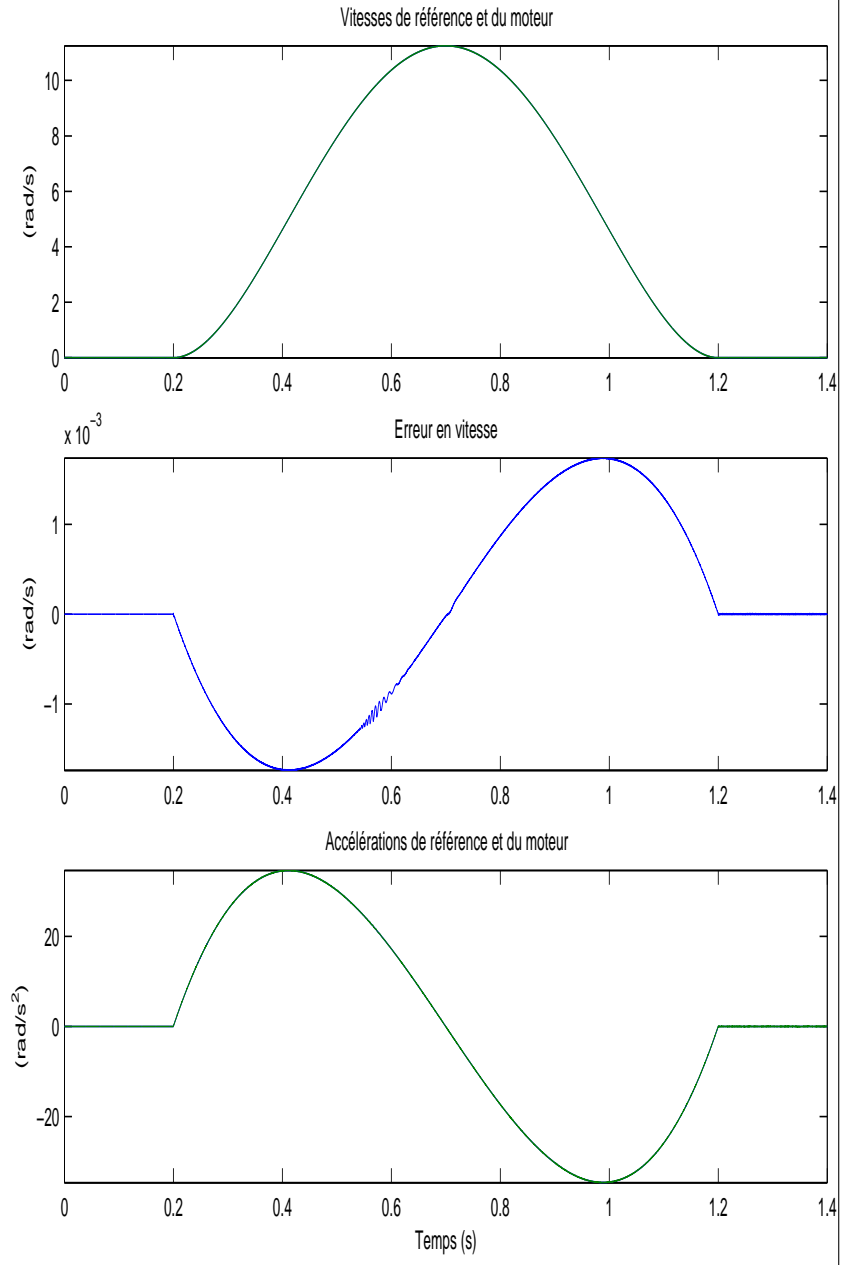 Vitesses de référence et du moteur
10
8
6
4
2
0
(rad/s)
0 0.2 0.4 0.6 0.8 1 1.2 1.4
x 10⁻³
Erreur en vitesse
1
0
−1
(rad/s)
0 0.2 0.4 0.6 0.8 1 1.2 1.4
Accélérations de référence et du moteur
20
0
−20
(rad/s²)
0 0.2 0.4 0.6 0.8 1 1.2 1.4
Temps (s)